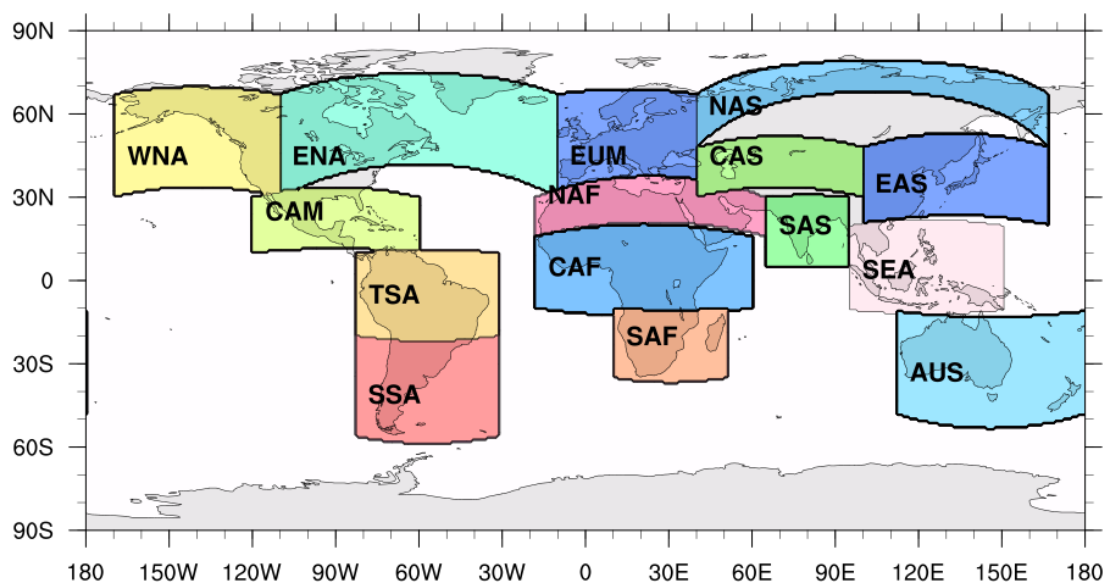 90N
60N
30N
0
30S
60S
90S
NAS
WNA
ENA
EUM
CAS
EAS
NAF
CAM
SAS
CAF
SEA
TSA
SAF
AUS
SSA
180 150W 120W 90W 60W 30W 0 30E 60E 90E 120E 150E 180